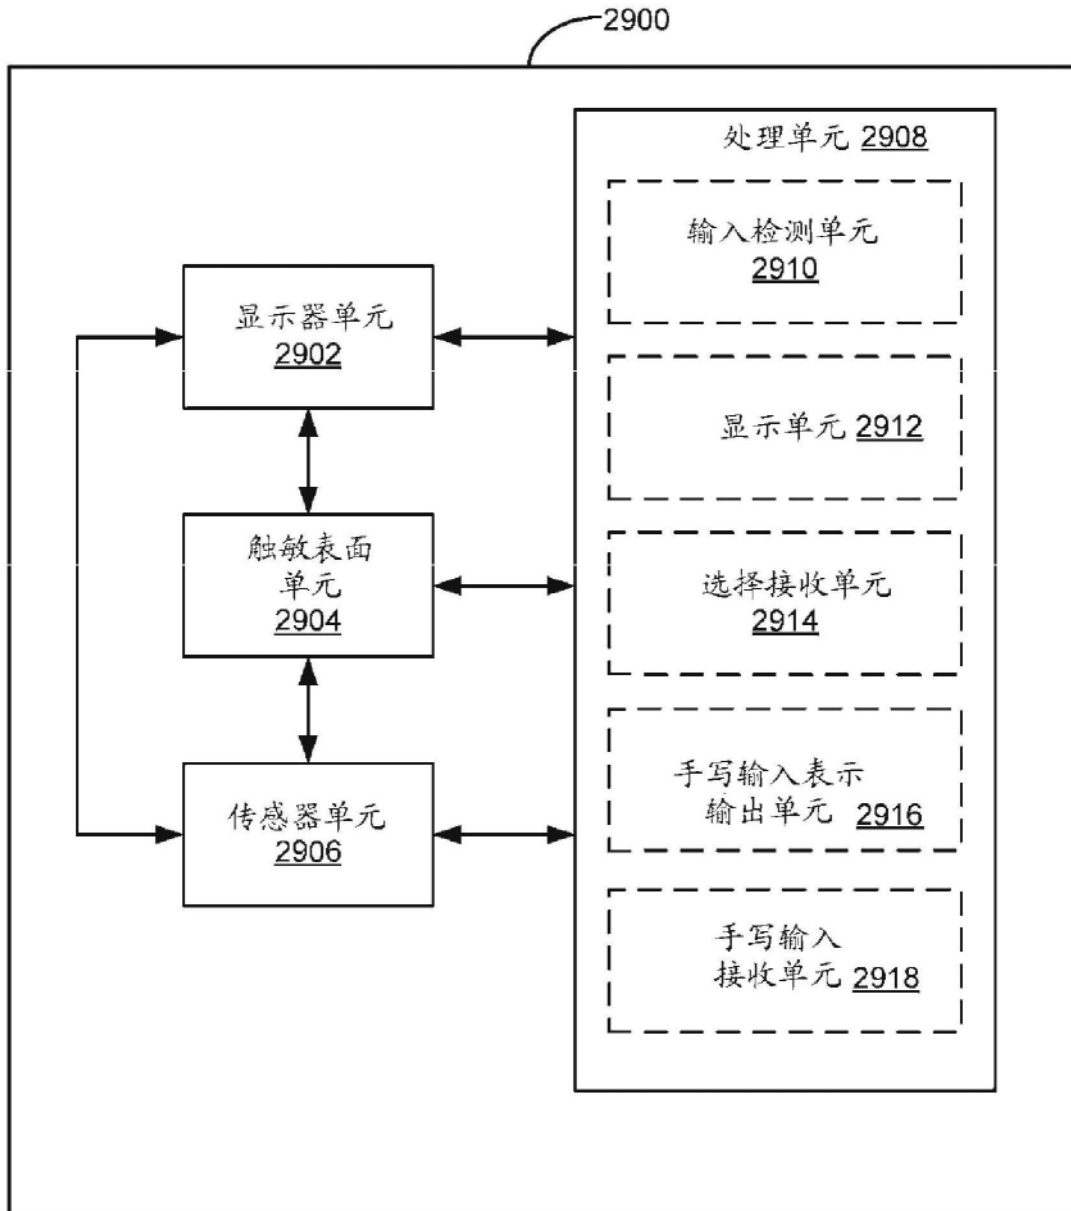 2900
处理单元 2908
输入检测单元
2910
显示器单元
2902
显示单元 2912
触敏表面
单元
2904
选择接收单元
2914
传感器单元
2906
手写输入表示
输出单元 2916
手写输入
接收单元 2918